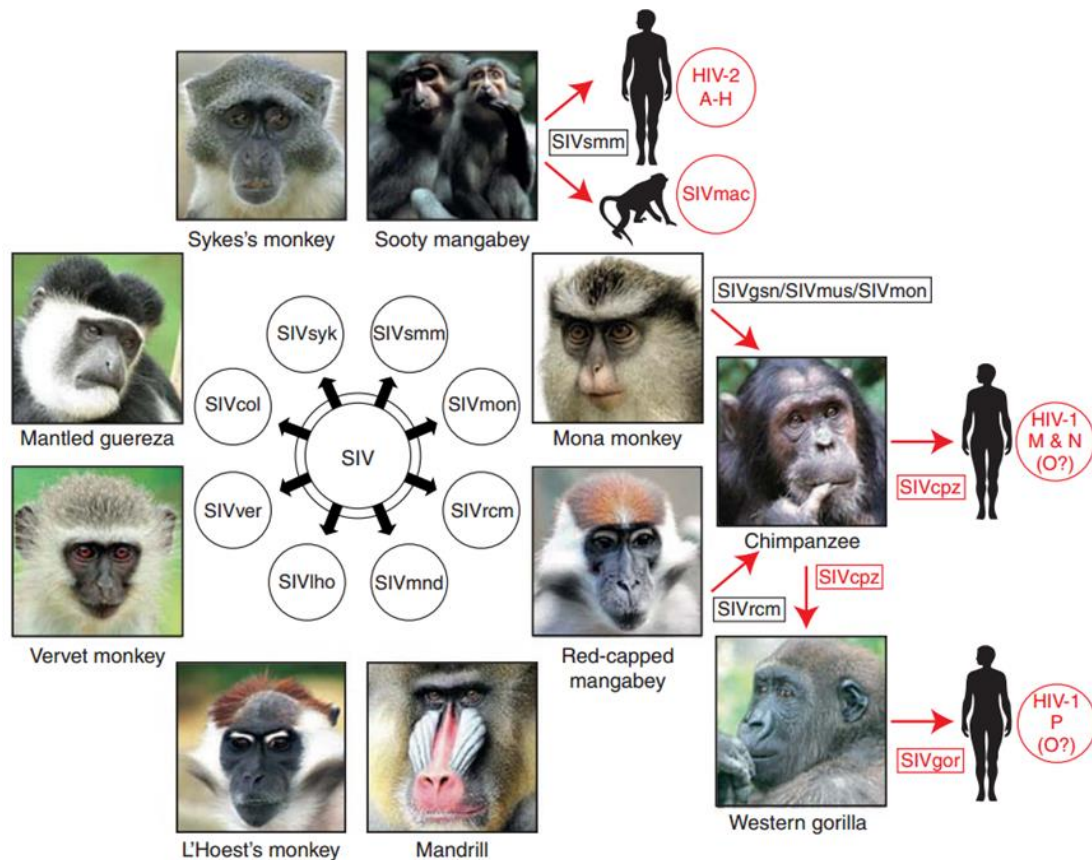 HIV-2
A-H
SIVsmm
SIVmac
Sykes's monkey
Sooty mangabey
SIVgsn/SIVmus/SIVmon
SIVsyk
SIVsmm
SIVcol
SIVmon
Mantled guereza
SIV
Mona monkey
HIV-1
M & N
(O?)
SIVcpz
SIVver
SIVrcm
Chimpanzee
SIVlho
SIVmnd
SIVcpz
SIVrcm
Vervet monkey
Red-capped
mangabey
HIV-1
P
(O?)
SIVgor
L'Hoest's monkey
Mandrill
Western gorilla